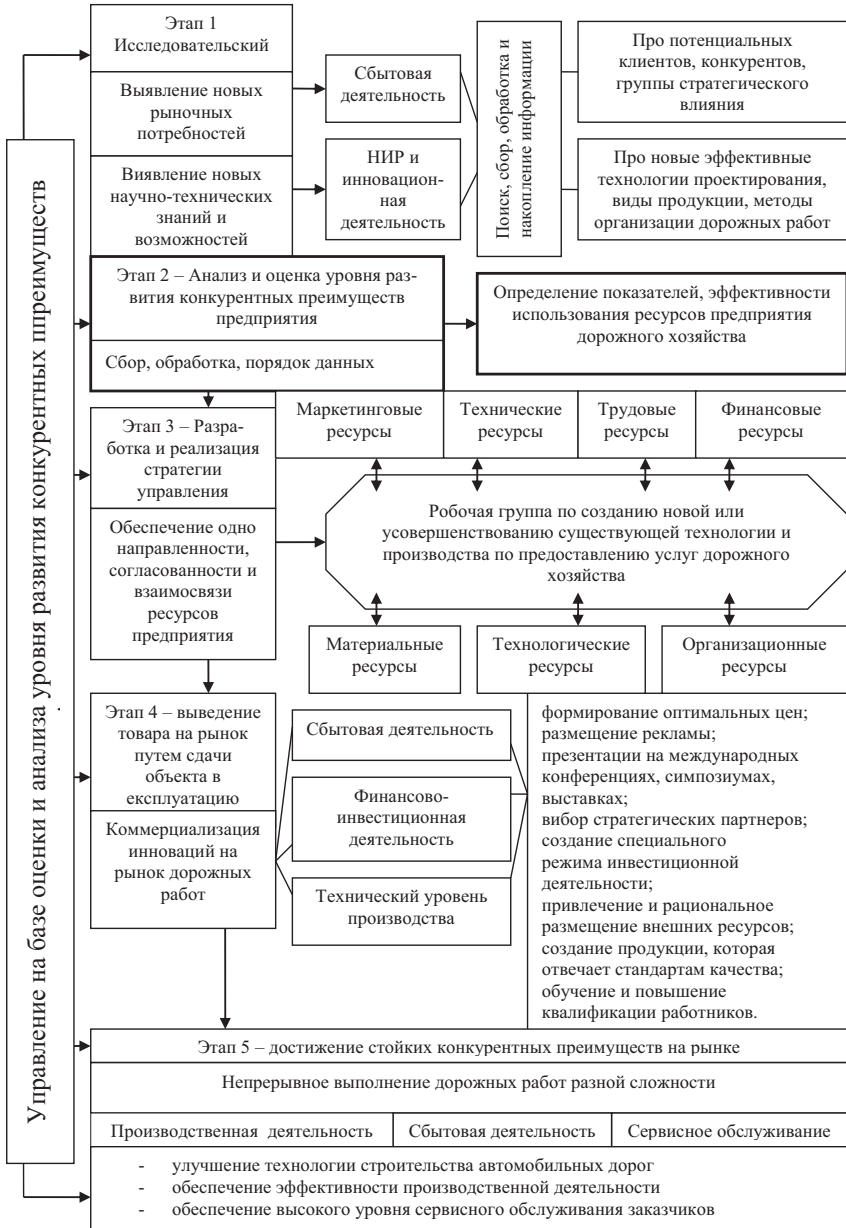 Управление на базе оценки и анализа уровня развития конкурентных ппреимуществ
Этап 1
Исследовательский
Выявление новых
рыночных
потребностей
Виявление новых
научно-технических
знаний и
возможностей
Сбытовая
деятельность
НИР и
инновацион-
ная
деятельность
Поиск, сбор, обработка и
накопление информации
Про потенциальных
клиентов, конкурентов,
группы стратегического
влияния
Про новые эффективные
технологии проектирования,
виды продукции, методы
организации дорожных работ
Этап 2 – Анализ и оценка уровня раз-
вития конкурентных преимуществ
предприятия
Сбор, обработка, порядок данных
Определение показателей, эффективности
использования ресурсов предприятия
дорожного хозяйства
Этап 3 – Разра-
ботка и реализация
стратегии
управления
Обеспечение одно
направленности,
согласованности и
взаимосвязи
ресурсов
предприятия
Маркетинговые
ресурсы
Технические
ресурсы
Трудовые
ресурсы
Финансовые
ресурсы
Робочая группа по созданию новой или
усовершенствованию существующей технологии и
производства по предоставлению услуг дорожного
хозяйства
Материальные
ресурсы
Технологические
ресурсы
Организационные
ресурсы
Этап 4 – выведение
товара на рынок
путем сдачи
объекта в
експлуатацию
Коммерциализация
инноваций на
рынок дорожных
работ
Сбытовая деятельность
Финансово-
инвестиционная
деятельность
Технический уровень
производства
формирование оптимальных цен;
размещение рекламы;
презентации на международных
конференциях, симпозиумах,
выставках;
вибор стратегических партнеров;
создание специального
режима инвестиционной
деятельности;
привлечение и рациональное
размещение внешних ресурсов;
создание продукции, которая
отвечает стандартам качества;
обучение и повышение
квалификации работников.
Этап 5 – достижение стойких конкурентных преимуществ на рынке
Непрерывное выполнение дорожных работ разной сложности
Производственная деятельность
Сбытовая деятельность
Сервисное обслуживание
- улучшение технологии строительства автомобильных дорог
- обеспечение эффективности производственной деятельности
- обеспечение высокого уровня сервисного обслуживания заказчиков